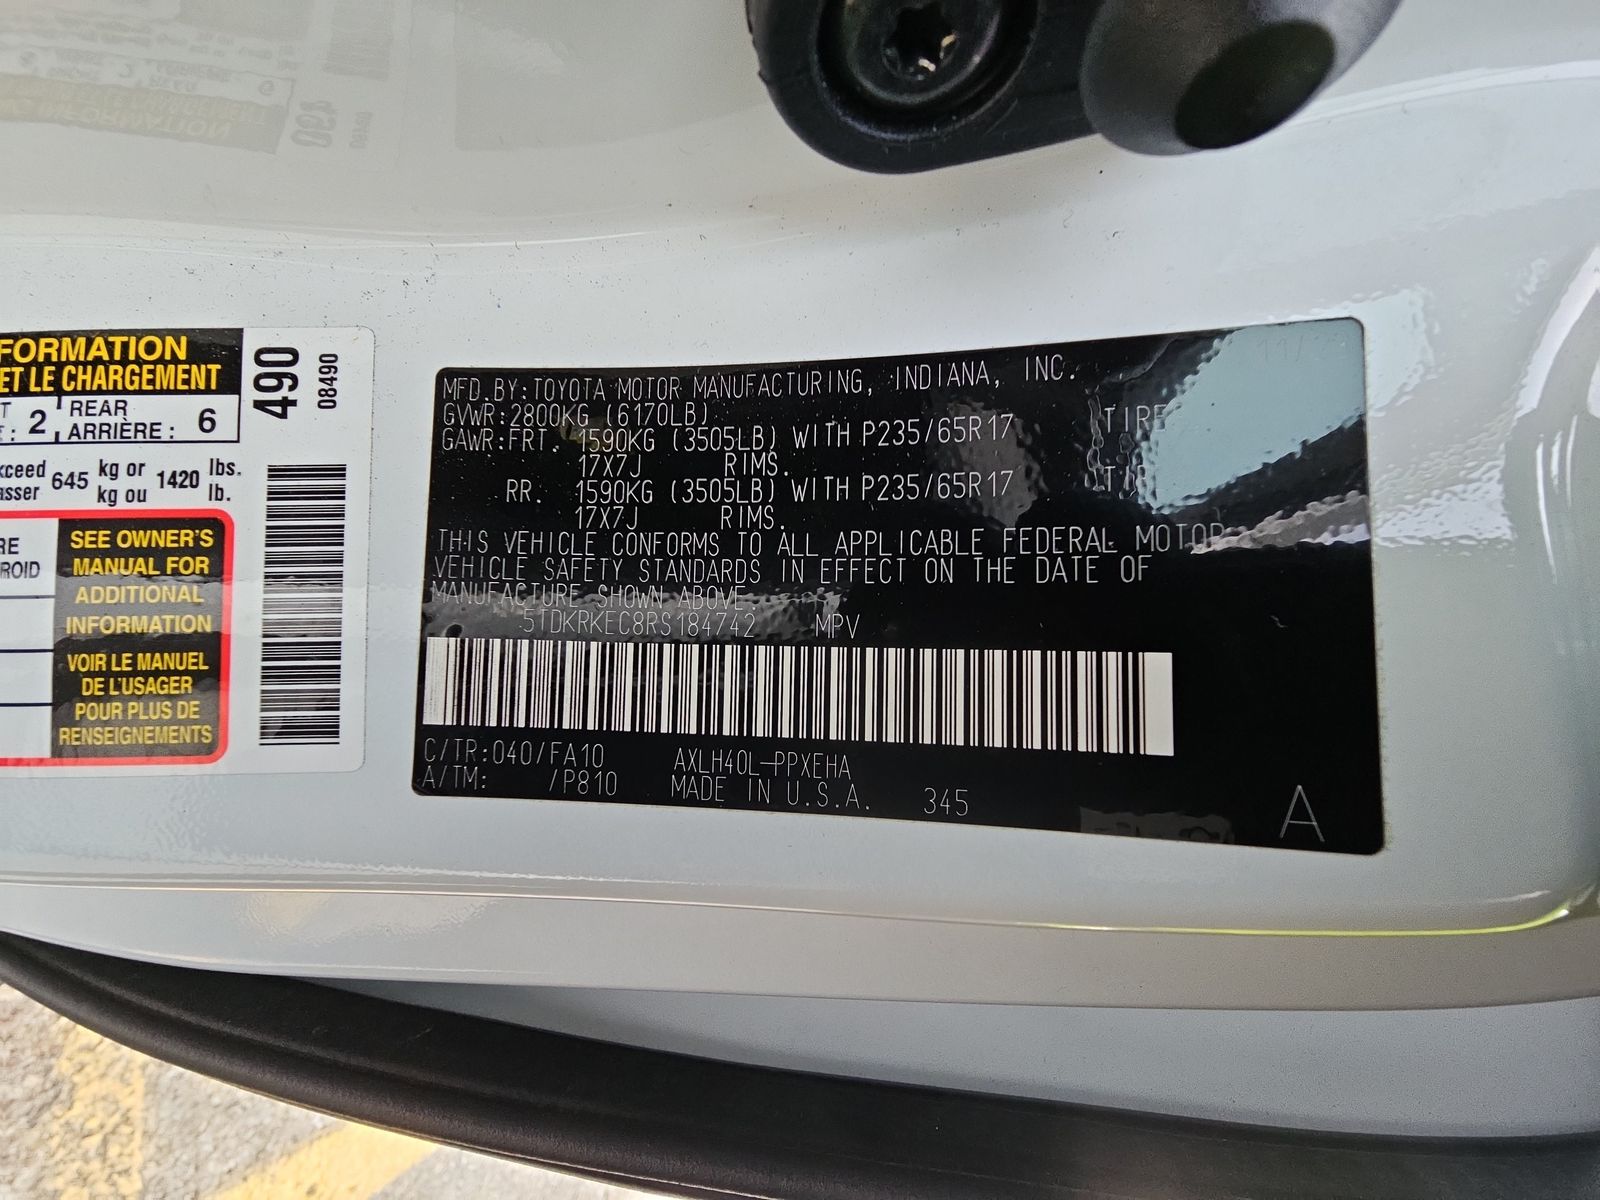 FORMATION
ET LE CHARGEMENT
2 REAR
ARRIÈRE : 6
xceed 645 kg or 1420 lbs.
asser kg ou lb.
SEE OWNER'S
MANUAL FOR
ADDITIONAL
INFORMATION
VOIR LE MANUEL
DE L'USAGER
POUR PLUS DE
RENSEIGNEMENTS
490
08490
MFD.BY:TOYOTA MOTOR MANUFACTURING, INDIANA, INC.
GVWR:2800KG (6170LB)
GAWR:FRT. 1590KG (3505LB) WITH P235/65R17 TIRE
17X7J RIMS.
RR. 1590KG (3505LB) WITH P235/65R17
17X7J RIMS.
THIS VEHICLE CONFORMS TO ALL APPLICABLE FEDERAL MOTOR
VEHICLE SAFETY STANDARDS IN EFFECT ON THE DATE OF
MANUFACTURE SHOWN ABOVE.
5TDKRKEC8RS184742 MPV
C/TR:040/FA10 AXLH40L-PPXEHA
A/TM: /P810 MADE IN U.S.A. 345
A